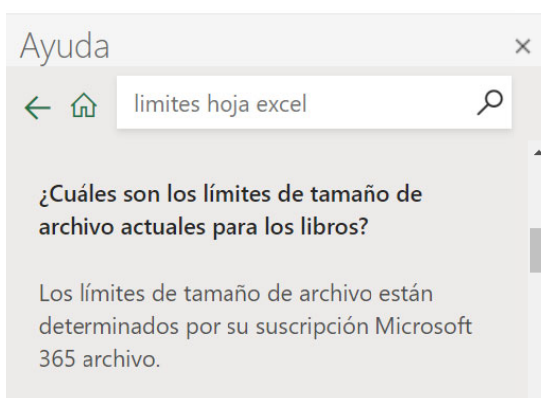 Ayuda
limites hoja excel
¿Cuáles son los límites de tamaño de
archivo actuales para los libros?
Los límites de tamaño de archivo están
determinados por su suscripción Microsoft
365 archivo.